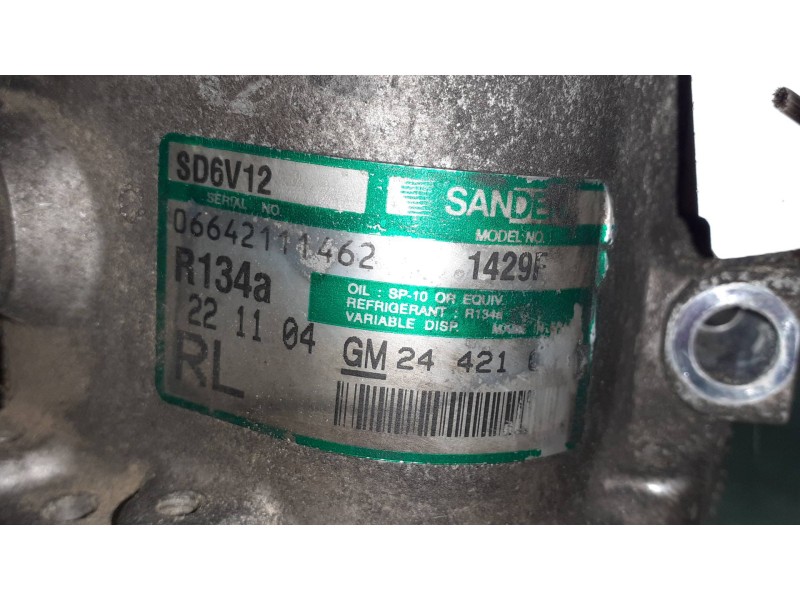 SD6V12
SANDE
SERIAL NO.
MODEL NO.
06642111462
1429F
R134a
OIL : SP-10 OR EQUIV.
REFRIGERANT : R134a
VARIABLE DISP.
22 11 04
GM 24 421
RL